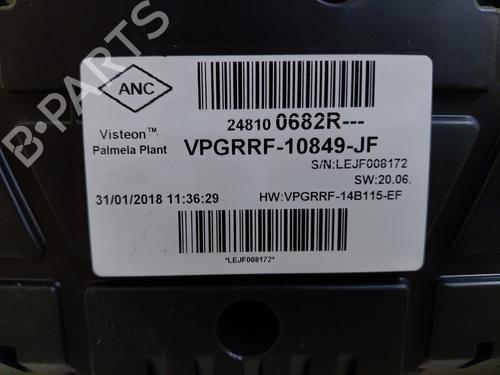 B-PARTS
ANC
Visteon™
Palmela Plant
24810 0682R---
VPGRRF-10849-JF
S/N:LEJF008172
SW:20.06.
31/01/2018 11:36:29
HW:VPGRRF-14B115-EF
*LEJF008172*